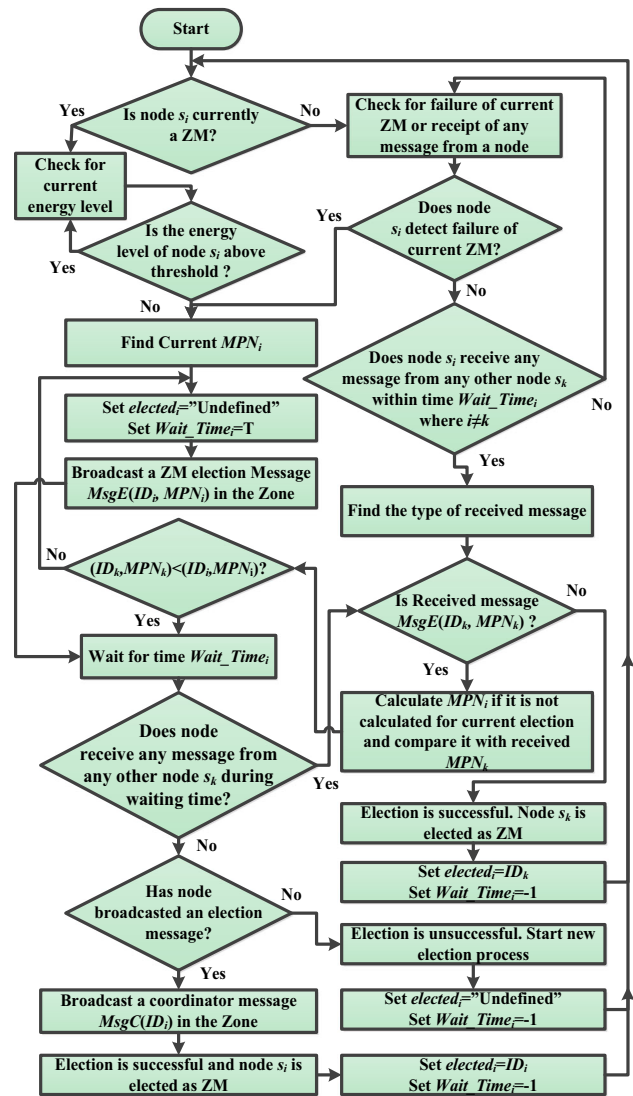 Start
Is node si currently
a ZM?
Yes
No
Check for failure of current
ZM or receipt of any
message from a node
Check for
current
energy level
Is the energy
level of node si above
threshold ?
Yes
No
Yes
Does node
si detect failure of
current ZM?
No
Find Current MPNi
Does node si receive any
message from any other node sk
within time Wait_Timei
where i≠k
No
Yes
Set electedi="Undefined"
Set Wait_Timei=T
Broadcast a ZM election Message
MsgE(IDi, MPNi) in the Zone
Find the type of received message
No
(IDk,MPNk)<(IDi,MPNi)?
Yes
Is Received message
MsgE(IDk, MPNk) ?
No
Yes
Wait for time Wait_Timei
Calculate MPNi if it is not
calculated for current election
and compare it with received
MPNk
Does node
receive any message from
any other node sk during
waiting time?
Yes
No
Election is successful. Node sk is
elected as ZM
Set electedi=IDk
Set Wait_Timei=-1
Has node
broadcasted an election
message?
No
Yes
Election is unsuccessful. Start new
election process
Set electedi="Undefined"
Set Wait_Timei=-1
Broadcast a coordinator message
MsgC(IDi) in the Zone
Election is successful and node si is
elected as ZM
Set electedi=IDi
Set Wait_Timei=-1